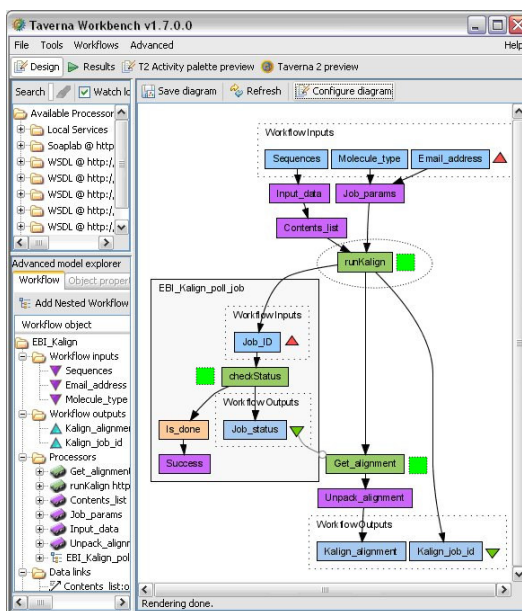 Taverna Workbench v1.7.0.0
File Tools Workflows Advanced Help
Design Results T2 Activity palette preview Taverna 2 preview
Search Watch lo
Available Processor
Local Services
Soaplab @ http
WSDL @ http:/,
WSDL @ http:/,
WSDL @ http:/,
WSDL @ http:/,
WSDL @ http:/,
Advanced model explorer
Workflow Object propert
Add Nested Workflow
Workflow object
EBI_Kalign
Workflow inputs
Sequences
Email_address
Molecule_type
Workflow outputs
Kalign_alignme
Kalign_job_id
Processors
Get_alignment
runKalign http
Contents_list
Job_params
Input_data
Unpack_alignr
EBI_Kalign_pol
Data links
Contents_list:o
Save diagram Refresh Configure diagram
Workflow Inputs
Sequences Molecule_type Email_address
Input_data Job_params
Contents_list
runKalign
EBI_Kalign_poll_job
Workflow Inputs
Job_ID
checkStatus
Workflow Outputs
Is_done Job_status
Success
Get_alignment
Unpack_alignment
Workflow Outputs
Kalign_alignment Kalign_job_id
Rendering done.